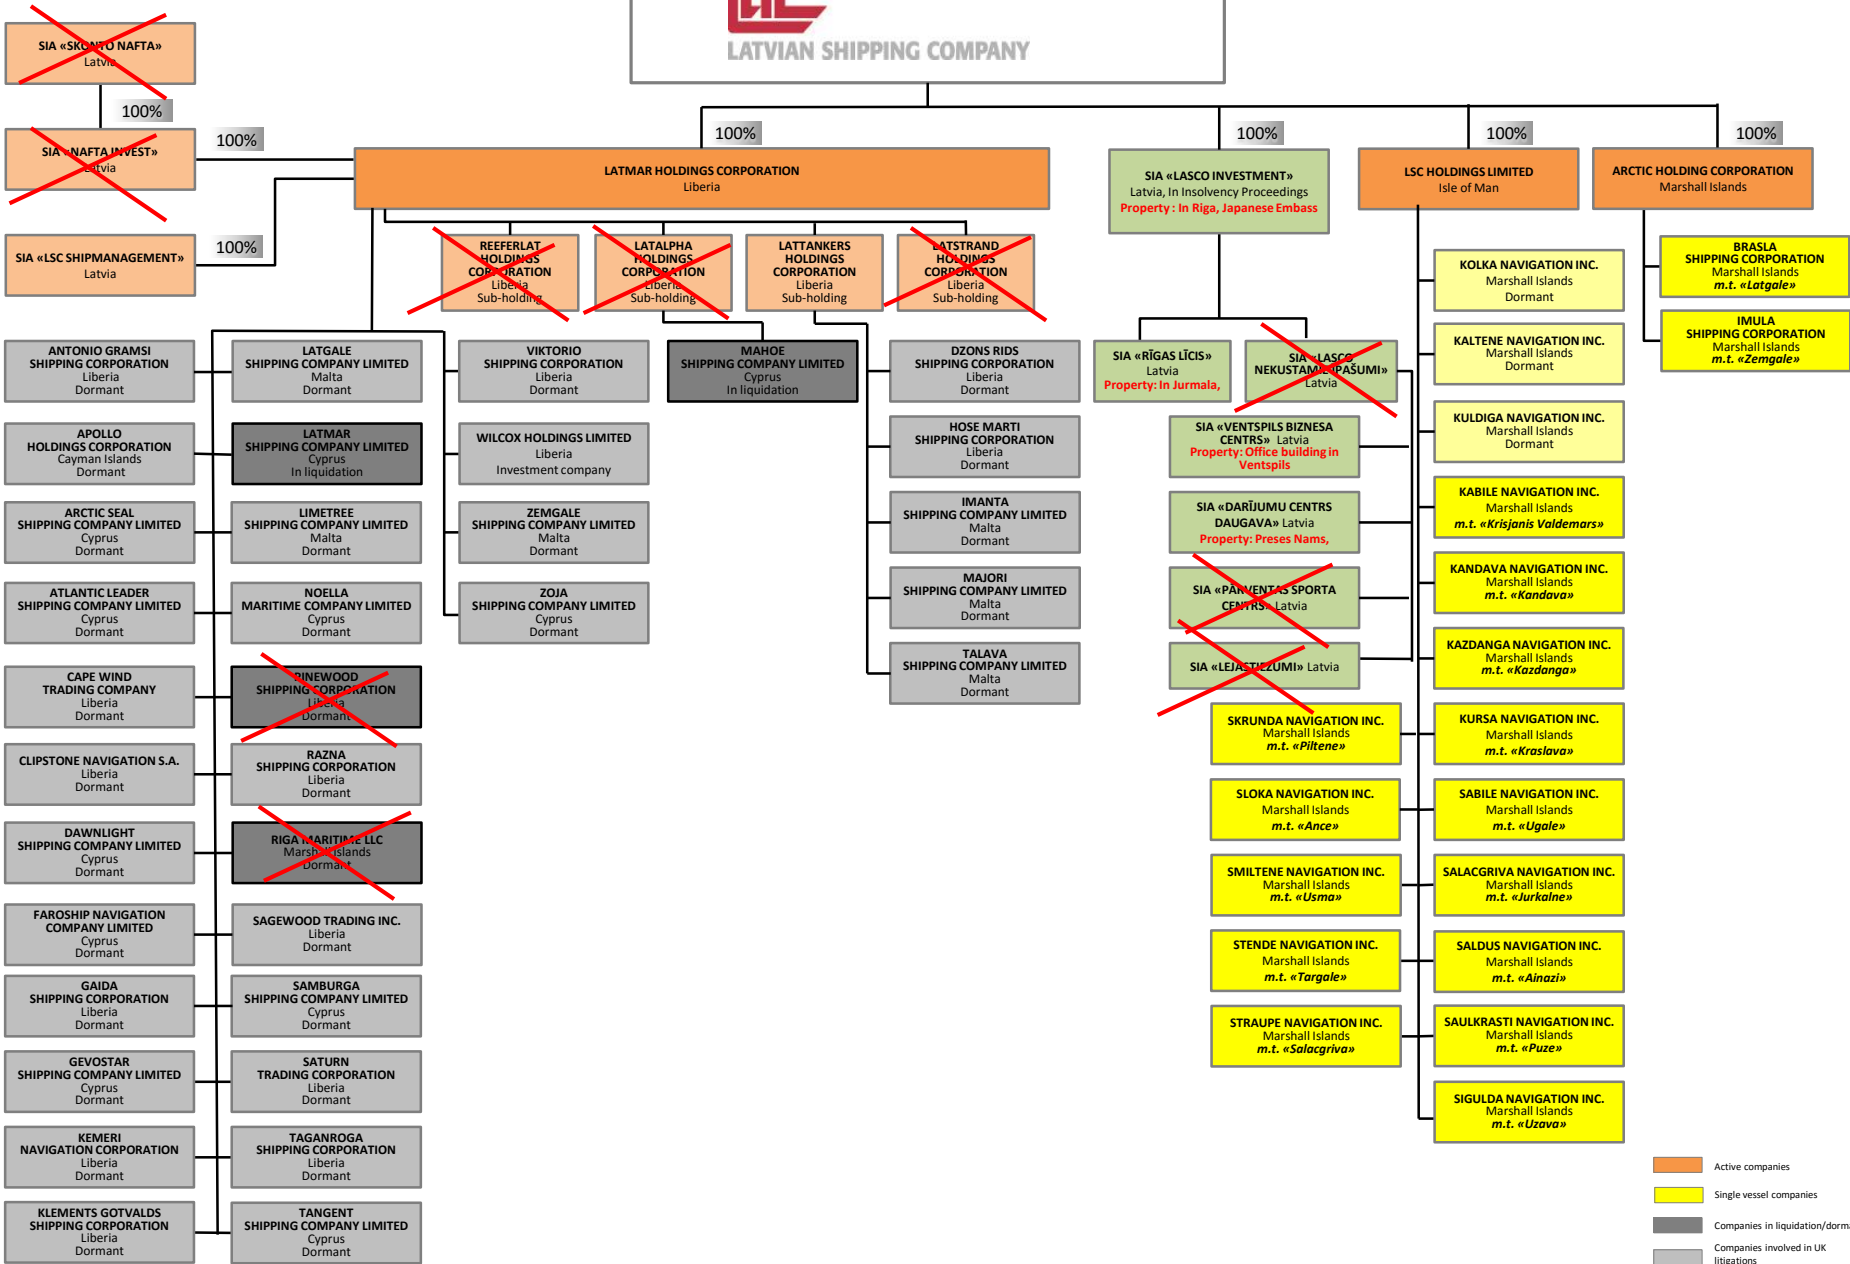 LATVIAN SHIPPING COMPANY
SIA «SKONTO NAFTA»
Latvia
100%
SIA «NAFTA INVEST»
Latvia
100%
SIA «LSC SHIPMANAGEMENT»
Latvia
100%
100%
LATMAR HOLDINGS CORPORATION
Liberia
100%
SIA «LASCO INVESTMENT»
Latvia, In Insolvency Proceedings
Property : In Riga, Japanese Embass
100%
LSC HOLDINGS LIMITED
Isle of Man
100%
ARCTIC HOLDING CORPORATION
Marshall Islands
REEFERLAT
HOLDINGS
CORPORATION
Liberia
Sub-holding
LATALPHA
HOLDINGS
CORPORATION
Liberia
Sub-holding
LATTANKERS
HOLDINGS
CORPORATION
Liberia
Sub-holding
LATSTRAND
HOLDINGS
CORPORATION
Liberia
Sub-holding
ANTONIO GRAMSI
SHIPPING CORPORATION
Liberia
Dormant
APOLLO
HOLDINGS CORPORATION
Cayman Islands
Dormant
ARCTIC SEAL
SHIPPING COMPANY LIMITED
Cyprus
Dormant
ATLANTIC LEADER
SHIPPING COMPANY LIMITED
Cyprus
Dormant
CAPE WIND
TRADING COMPANY
Liberia
Dormant
CLIPSTONE NAVIGATION S.A.
Liberia
Dormant
DAWNLIGHT
SHIPPING COMPANY LIMITED
Cyprus
Dormant
FAROSHIP NAVIGATION
COMPANY LIMITED
Cyprus
Dormant
GAIDA
SHIPPING CORPORATION
Liberia
Dormant
GEVOSTAR
SHIPPING COMPANY LIMITED
Cyprus
Dormant
KEMERI
NAVIGATION CORPORATION
Liberia
Dormant
KLEMENTS GOTVALDS
SHIPPING CORPORATION
Liberia
Dormant
LATGALE
SHIPPING COMPANY LIMITED
Malta
Dormant
LATMAR
SHIPPING COMPANY LIMITED
Cyprus
In liquidation
LIMETREE
SHIPPING COMPANY LIMITED
Malta
Dormant
NOELLA
MARITIME COMPANY LIMITED
Cyprus
Dormant
PINEWOOD
SHIPPING CORPORATION
Liberia
Dormant
RAZNA
SHIPPING CORPORATION
Liberia
Dormant
RIGA MARITIME LLC
Marshall Islands
Dormant
SAGEWOOD TRADING INC.
Liberia
Dormant
SAMBURGA
SHIPPING COMPANY LIMITED
Cyprus
Dormant
SATURN
TRADING CORPORATION
Liberia
Dormant
TAGANROGA
SHIPPING CORPORATION
Liberia
Dormant
TANGENT
SHIPPING COMPANY LIMITED
Cyprus
Dormant
VIKTORIO
SHIPPING CORPORATION
Liberia
Dormant
WILCOX HOLDINGS LIMITED
Liberia
Investment company
ZEMGALE
SHIPPING COMPANY LIMITED
Malta
Dormant
ZOJA
SHIPPING COMPANY LIMITED
Cyprus
Dormant
MAHOE
SHIPPING COMPANY LIMITED
Cyprus
In liquidation
DZONS RIDS
SHIPPING CORPORATION
Liberia
Dormant
HOSE MARTI
SHIPPING CORPORATION
Liberia
Dormant
IMANTA
SHIPPING COMPANY LIMITED
Malta
Dormant
MAJORI
SHIPPING COMPANY LIMITED
Malta
Dormant
TALAVA
SHIPPING COMPANY LIMITED
Malta
Dormant
SIA «RĪGAS LĪCIS»
Latvia
Property: In Jurmala,
SIA «LASCO
NEKUSTAMIE ĪPAŠUMI»
Latvia
SIA «VENTSPILS BIZNESA
CENTRS» Latvia
Property: Office building in
Ventspils
SIA «DARĪJUMU CENTRS
DAUGAVA» Latvia
Property: Preses Nams,
SIA «PĀRVENTAS SPORTA
CENTRS» Latvia
SIA «LEJASTIEZUMI» Latvia
KOLKA NAVIGATION INC.
Marshall Islands
Dormant
KALTENE NAVIGATION INC.
Marshall Islands
Dormant
KULDIGA NAVIGATION INC.
Marshall Islands
Dormant
KABILE NAVIGATION INC.
Marshall Islands
m.t. «Krisjanis Valdemars»
KANDAVA NAVIGATION INC.
Marshall Islands
m.t. «Kandava»
KAZDANGA NAVIGATION INC.
Marshall Islands
m.t. «Kazdanga»
SKRUNDA NAVIGATION INC.
Marshall Islands
m.t. «Piltene»
KURSA NAVIGATION INC.
Marshall Islands
m.t. «Kraslava»
SLOKA NAVIGATION INC.
Marshall Islands
m.t. «Ance»
SABILE NAVIGATION INC.
Marshall Islands
m.t. «Ugale»
SMILTENE NAVIGATION INC.
Marshall Islands
m.t. «Usma»
SALACGRIVA NAVIGATION INC.
Marshall Islands
m.t. «Jurkalne»
STENDE NAVIGATION INC.
Marshall Islands
m.t. «Targale»
SALDUS NAVIGATION INC.
Marshall Islands
m.t. «Ainazi»
STRAUPE NAVIGATION INC.
Marshall Islands
m.t. «Salacgriva»
SAULKRASTI NAVIGATION INC.
Marshall Islands
m.t. «Puze»
SIGULDA NAVIGATION INC.
Marshall Islands
m.t. «Uzava»
BRASLA
SHIPPING CORPORATION
Marshall Islands
m.t. «Latgale»
IMULA
SHIPPING CORPORATION
Marshall Islands
m.t. «Zemgale»
Active companies
Single vessel companies
Companies in liquidation/dorma
Companies involved in UK
litigations